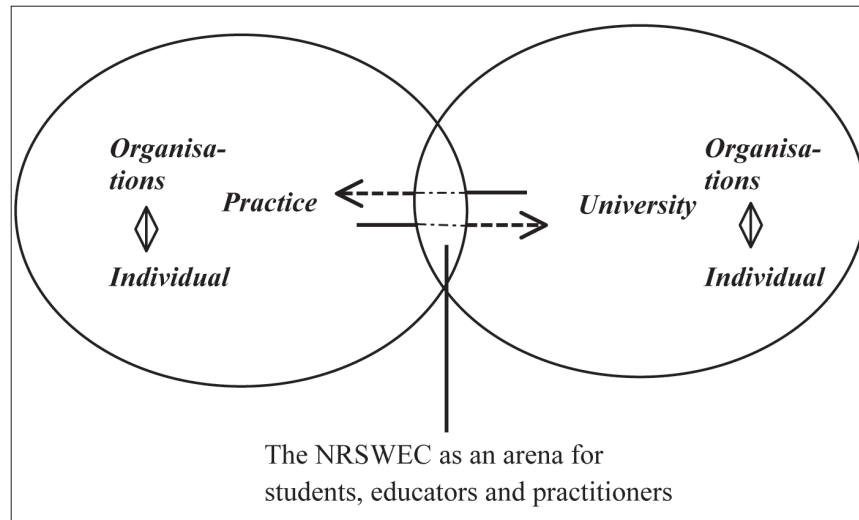 Organisa-
tions
Practice
Individual
Organisa-
tions
University
Individual
The NRSWEC as an arena for
students, educators and practitioners